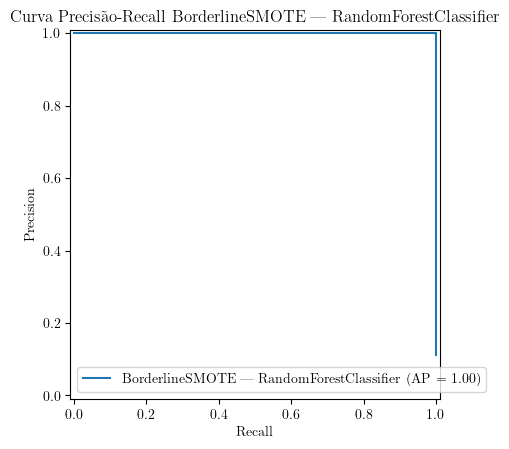 Curva Precisão-Recall BorderlineSMOTE — RandomForestClassifier
1.0
0.8
0.6
0.4
0.2
0.0
Precision
BorderlineSMOTE — RandomForestClassifier (AP = 1.00)
0.0 0.2 0.4 0.6 0.8 1.0
Recall